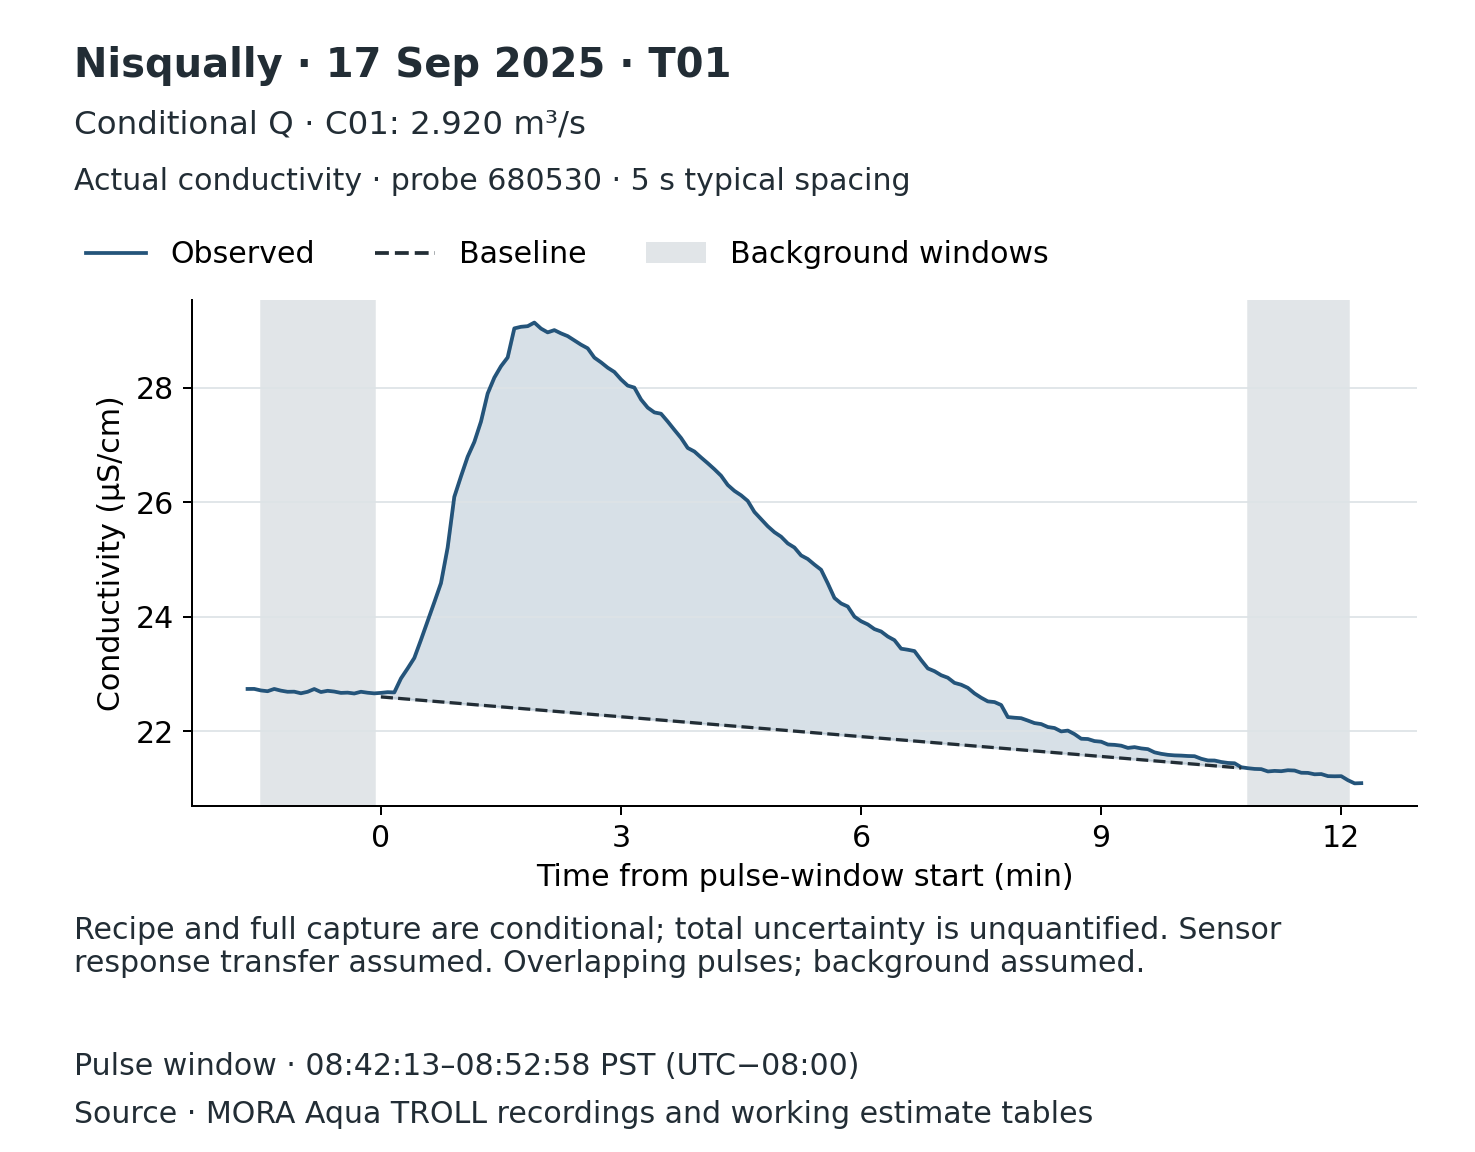 Nisqually · 17 Sep 2025 · T01
Conditional Q · C01: 2.920 m³/s
Actual conductivity · probe 680530 · 5 s typical spacing
Observed
Baseline
Background windows
Conductivity (µS/cm)
28
26
24
22
0
3
6
9
12
Time from pulse-window start (min)
Recipe and full capture are conditional; total uncertainty is unquantified. Sensor
response transfer assumed. Overlapping pulses; background assumed.
Pulse window · 08:42:13–08:52:58 PST (UTC−08:00)
Source · MORA Aqua TROLL recordings and working estimate tables